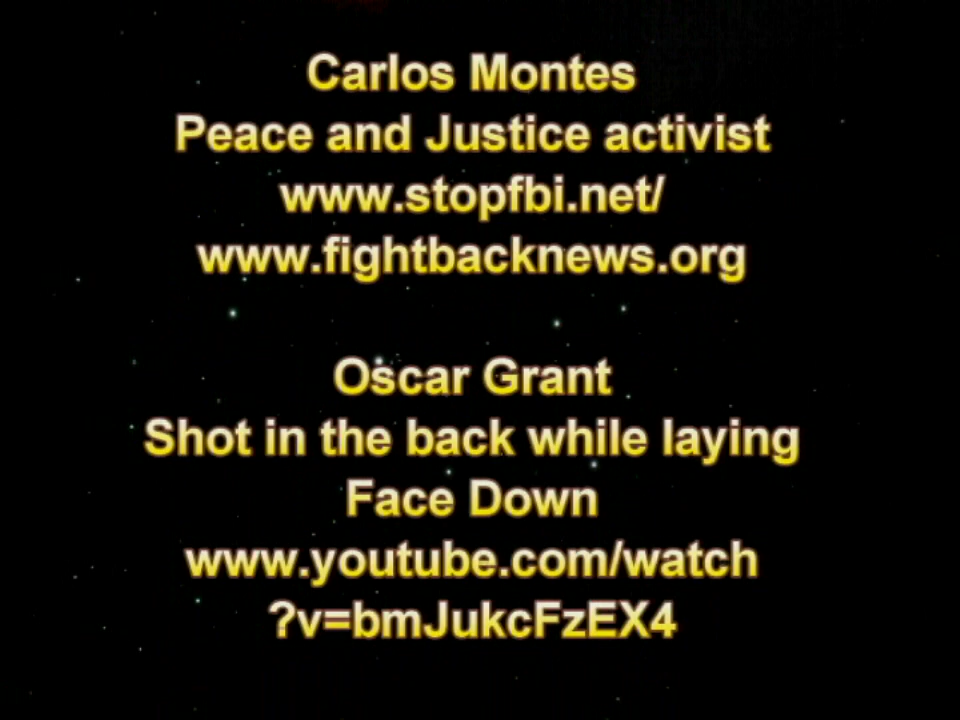 Carlos Montes
Peace and Justice activist
www.stopfbi.net/
www.fightbacknews.org
Oscar Grant
Shot in the back while laying
Face Down
www.youtube.com/watch
?v=bmJukcFzEX4